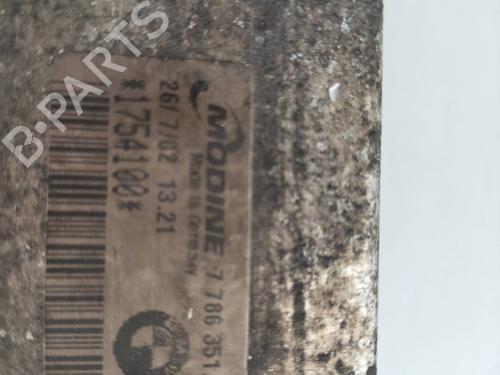 B-PARTS
MODINE 7 786 351
Made in Germany
26/7/02 13.21
*1754100*